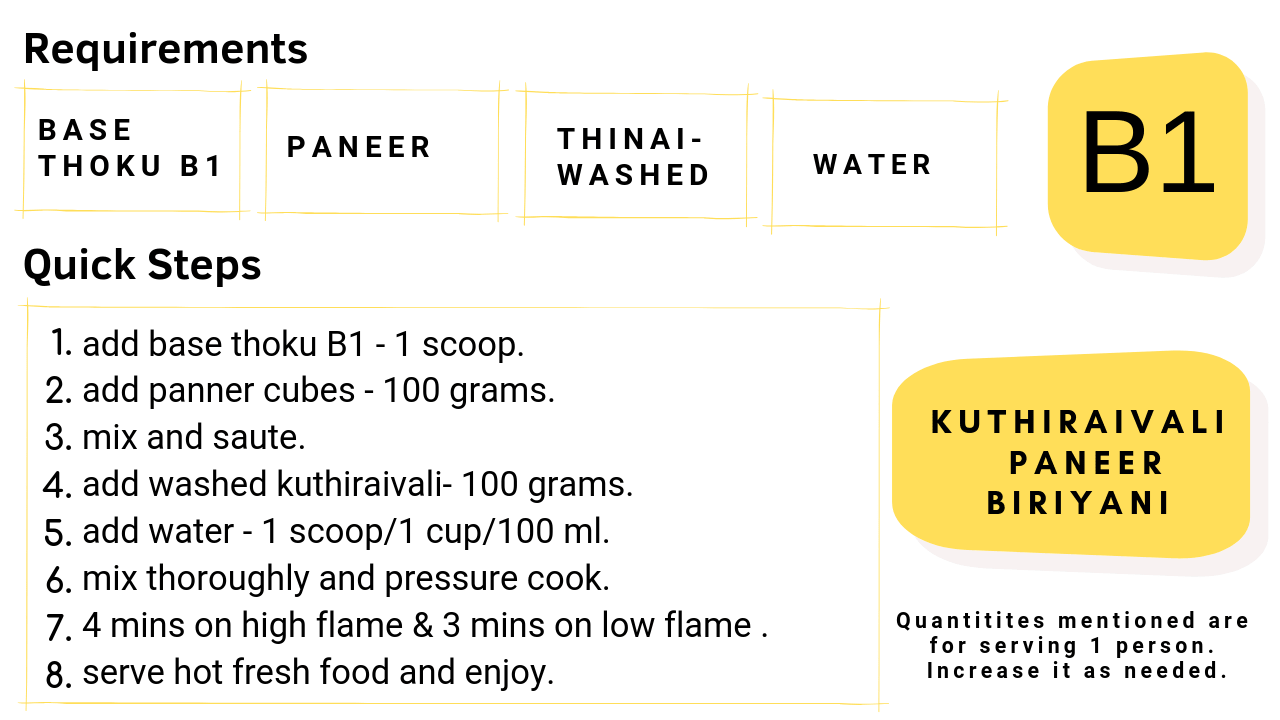 Requirements
BASE
THOKU B1
PANEER
THINAI-
WASHED
WATER
B1
Quick Steps
1. add base thoku B1 - 1 scoop.
2. add panner cubes - 100 grams.
3. mix and saute.
4. add washed kuthiraivali- 100 grams.
5. add water - 1 scoop/1 cup/100 ml.
6. mix thoroughly and pressure cook.
7. 4 mins on high flame & 3 mins on low flame .
8. serve hot fresh food and enjoy.
KUTHIRAIVALI
PANEER
BIRIYANI
Quantitites mentioned are
for serving 1 person.
Increase it as needed.